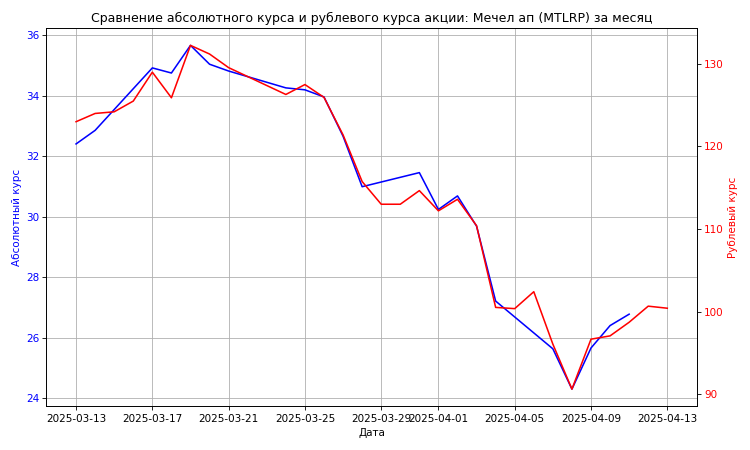 Сравнение абсолютного курса и рублевого курса акции: Мечел ап (MTLRP) за месяц
36
34
32
30
28
26
24
Абсолютный курс
130
120
110
100
90
Рублевый курс
2025-03-13 2025-03-17 2025-03-21 2025-03-25 2025-03-29 2025-04-01 2025-04-05 2025-04-09 2025-04-13
Дата